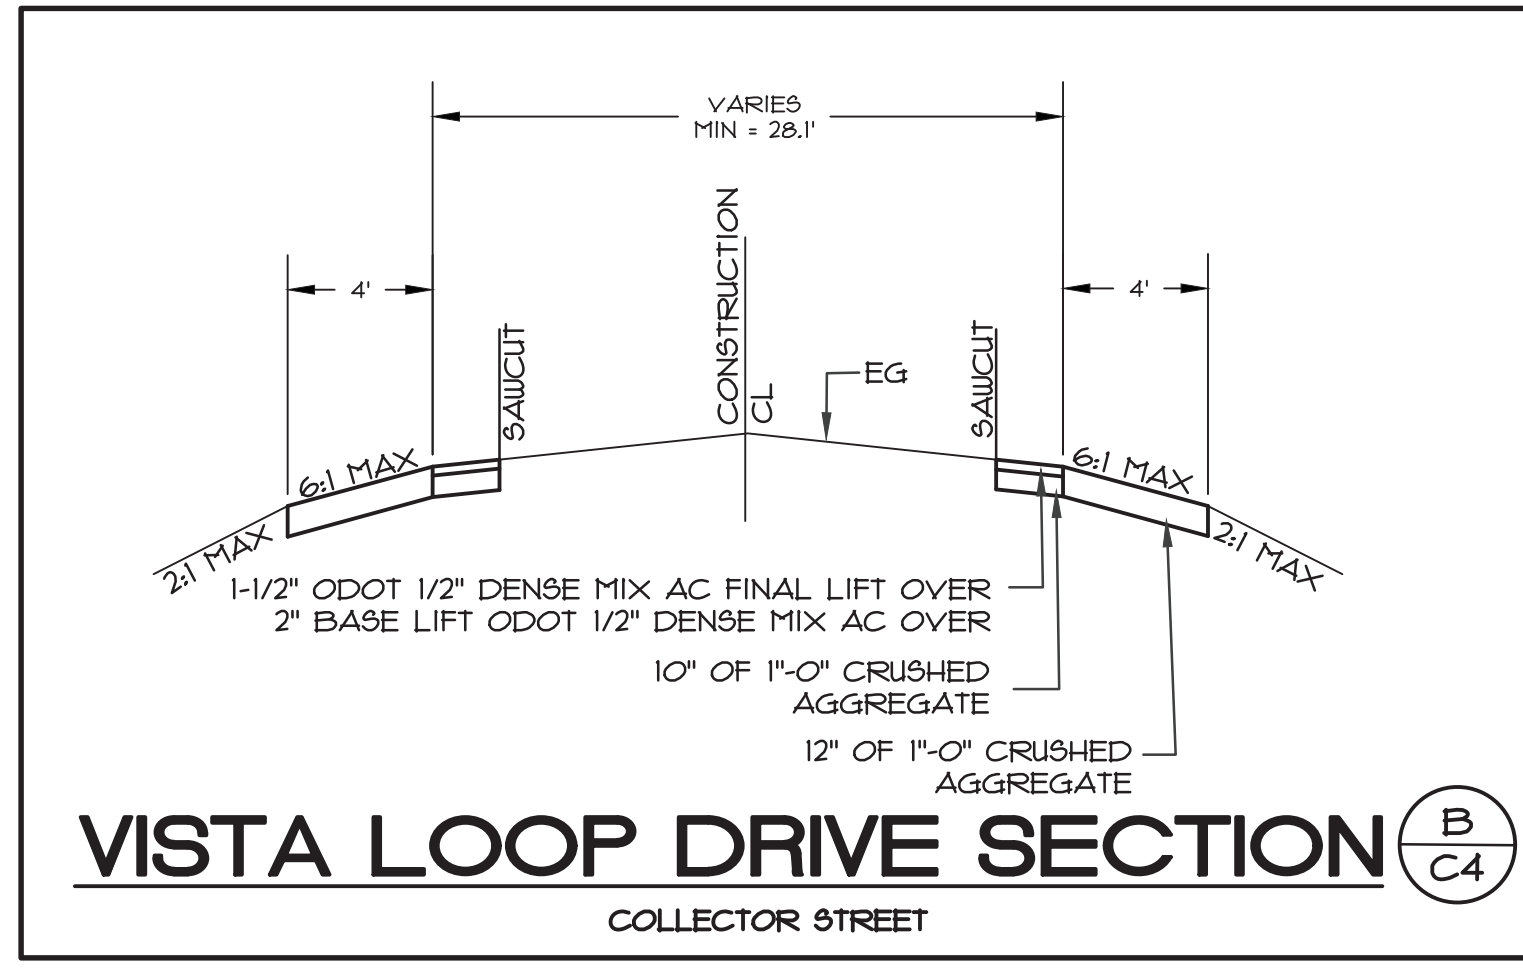 VARIES
MIN = 28.1'
4'
4'
CONSTRUCTION
CL
SAWCUT
SAWCUT
EG
6:1 MAX
6:1 MAX
2:1 MAX
2:1 MAX
1-1/2" ODOT 1/2" DENSE MIX AC FINAL LIFT OVER
2" BASE LIFT ODOT 1/2" DENSE MIX AC OVER
10" OF 1"-0" CRUSHED
AGGREGATE
12" OF 1"-0" CRUSHED
AGGREGATE
VISTA LOOP DRIVE SECTION
B
C4
COLLECTOR STREET